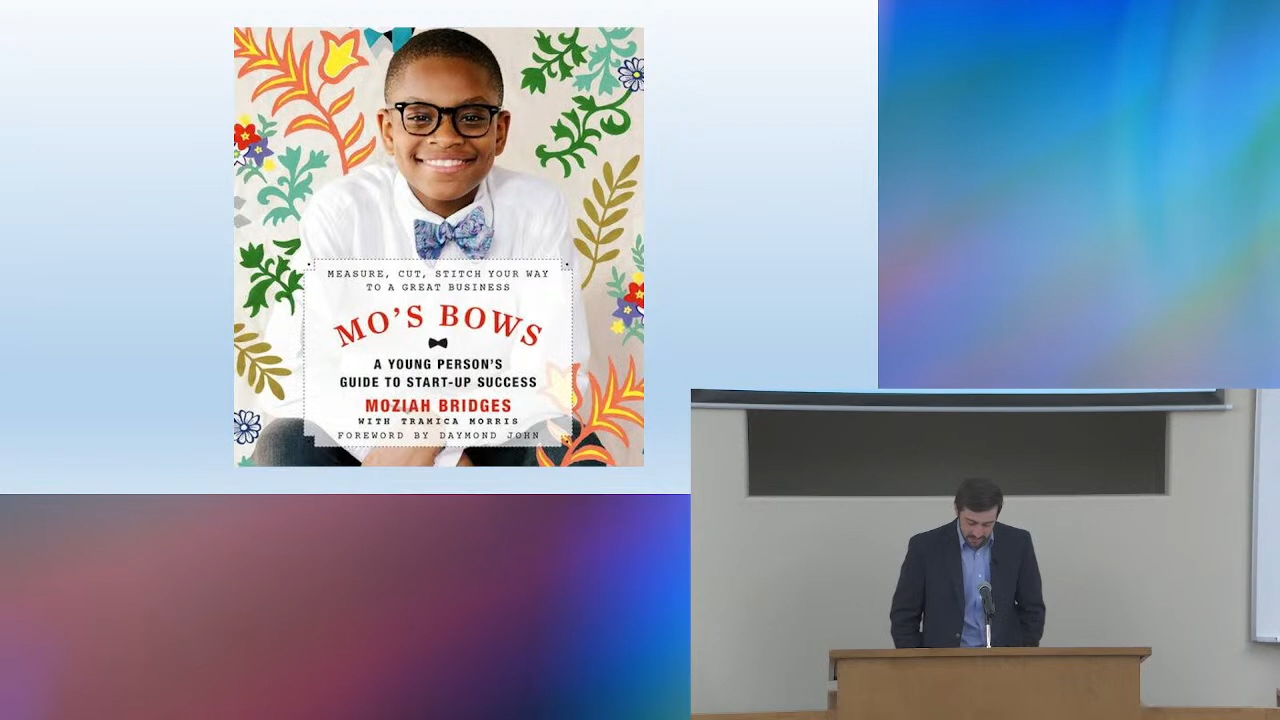 MEASURE, CUT, STITCH YOUR WAY
TO A GREAT BUSINESS
MO'S BOWS
A YOUNG PERSON'S
GUIDE TO START-UP SUCCESS
MOZIAH BRIDGES
WITH TRAMICA MORRIS
FOREWORD BY DAYMOND JOHN